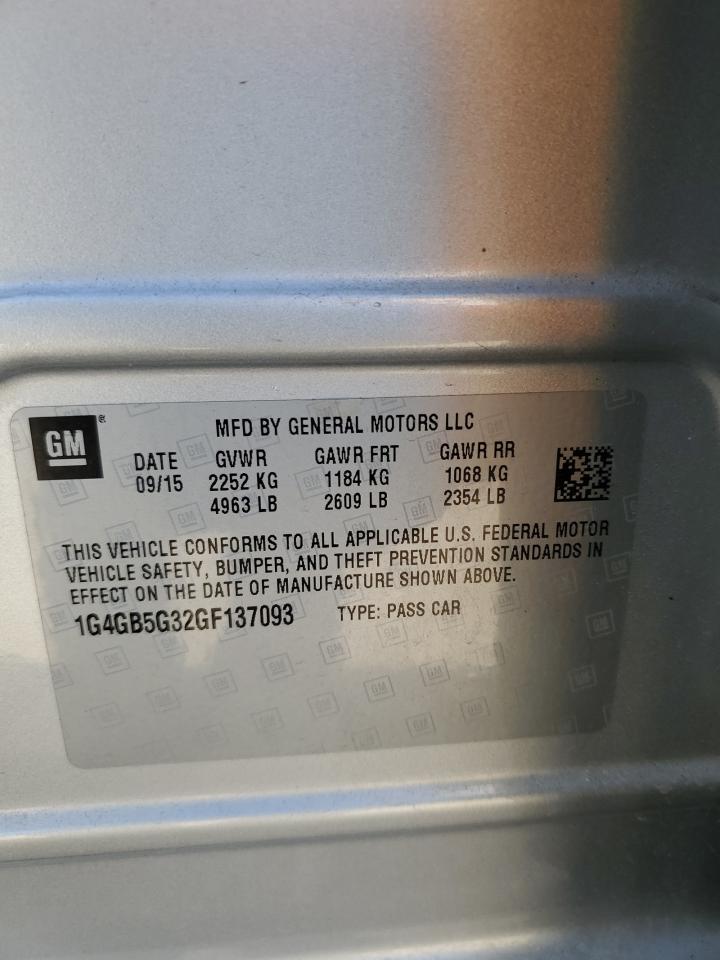 GM ®
MFD BY GENERAL MOTORS LLC
DATE GVWR GAWR FRT GAWR RR
09/15 2252 KG 1184 KG 1068 KG
4963 LB 2609 LB 2354 LB
THIS VEHICLE CONFORMS TO ALL APPLICABLE U.S. FEDERAL MOTOR
VEHICLE SAFETY, BUMPER, AND THEFT PREVENTION STANDARDS IN
EFFECT ON THE DATE OF MANUFACTURE SHOWN ABOVE.
1G4GB5G32GF137093 TYPE: PASS CAR